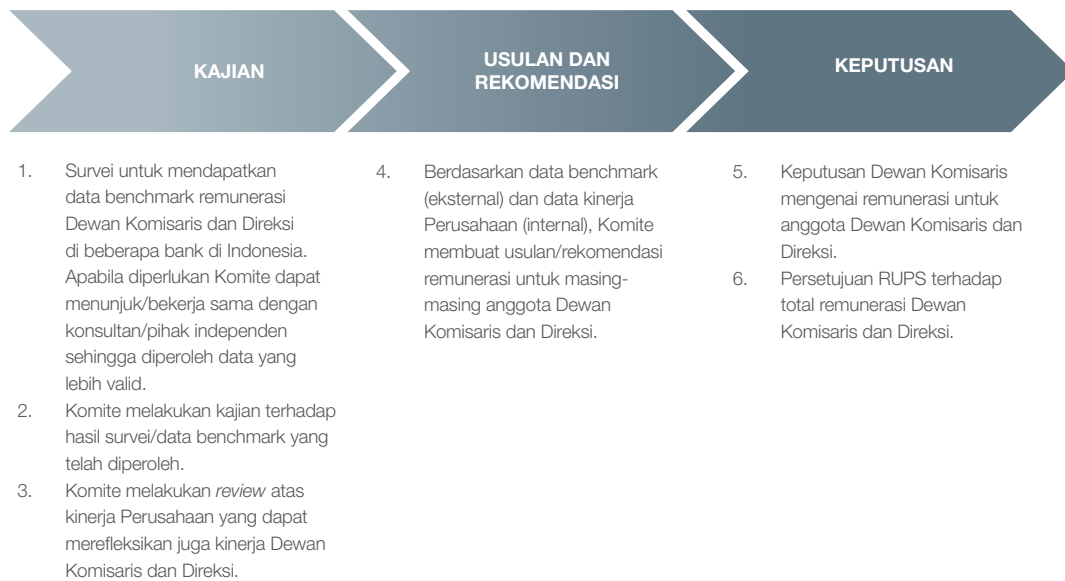 KAJIAN
USULAN DAN
REKOMENDASI
KEPUTUSAN
1. Survei untuk mendapatkan
data benchmark remunerasi
Dewan Komisaris dan Direksi
di beberapa bank di Indonesia.
Apabila diperlukan Komite dapat
menunjuk/bekerja sama dengan
konsultan/pihak independen
sehingga diperoleh data yang
lebih valid.
2. Komite melakukan kajian terhadap
hasil survei/data benchmark yang
telah diperoleh.
3. Komite melakukan review atas
kinerja Perusahaan yang dapat
merefleksikan juga kinerja Dewan
Komisaris dan Direksi.
4. Berdasarkan data benchmark
(eksternal) dan data kinerja
Perusahaan (internal), Komite
membuat usulan/rekomendasi
remunerasi untuk masing-
masing anggota Dewan
Komisaris dan Direksi.
5. Keputusan Dewan Komisaris
mengenai remunerasi untuk
anggota Dewan Komisaris dan
Direksi.
6. Persetujuan RUPS terhadap
total remunerasi Dewan
Komisaris dan Direksi.